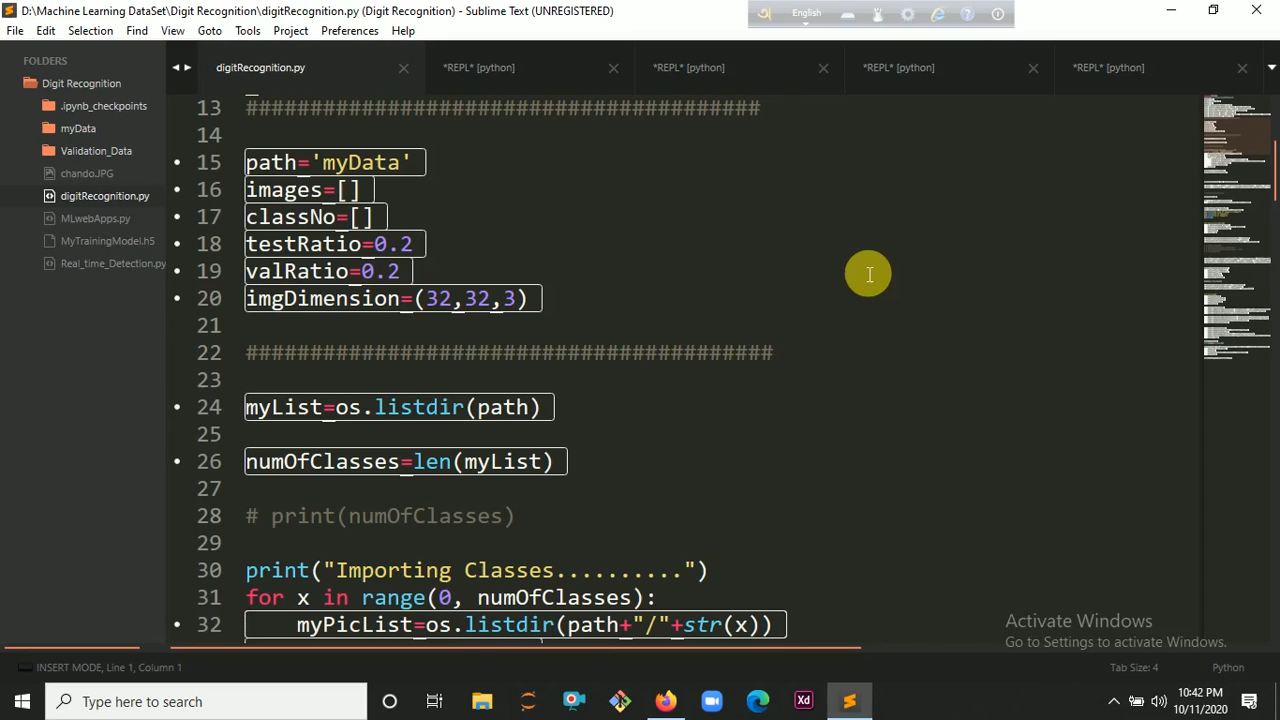 D:\Machine Learning DataSet\Digit Recognition\digitRecognition.py (Digit Recognition) - Sublime Text (UNREGISTERED)
English
File Edit Selection Find View Goto Tools Project Preferences Help
FOLDERS
Digit Recognition
.ipynb_checkpoints
myData
Validation_Data
chando.JPG
digitRecognition.py
MLwebApps.py
MyTrainingModel.h5
Real_time_Detection.py
digitRecognition.py *REPL* [python] *REPL* [python] *REPL* [python] *REPL* [python]
13 ########################################
14
15 path='myData'
16 images=[]
17 classNo=[]
18 testRatio=0.2
19 valRatio=0.2
20 imgDimension=(32,32,3)
21
22 #########################################
23
24 myList=os.listdir(path)
25
26 numOfClasses=len(myList)
27
28 # print(numOfClasses)
29
30 print("Importing Classes..........")
31 for x in range(0, numOfClasses):
32 myPicList=os.listdir(path+"/"+str(x))
Activate Windows
Go to Settings to activate Windows.
INSERT MODE, Line 1, Column 1 Tab Size: 4 Python
Type here to search
Xd
10:42 PM
10/11/2020